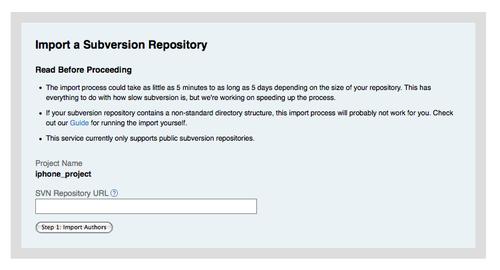 Import a Subversion Repository
Read Before Proceeding
• The import process could take as little as 5 minutes to as long as 5 days depending on the size of your repository. This has
everything to do with how slow subversion is, but we're working on speeding up the process.
• If your subversion repository contains a non-standard directory structure, this import process will probably not work for you. Check
out our Guide for running the import yourself.
• This service currently only supports public subversion repositories.
Project Name
iphone_project
SVN Repository URL ?
Step 1: Import Authors